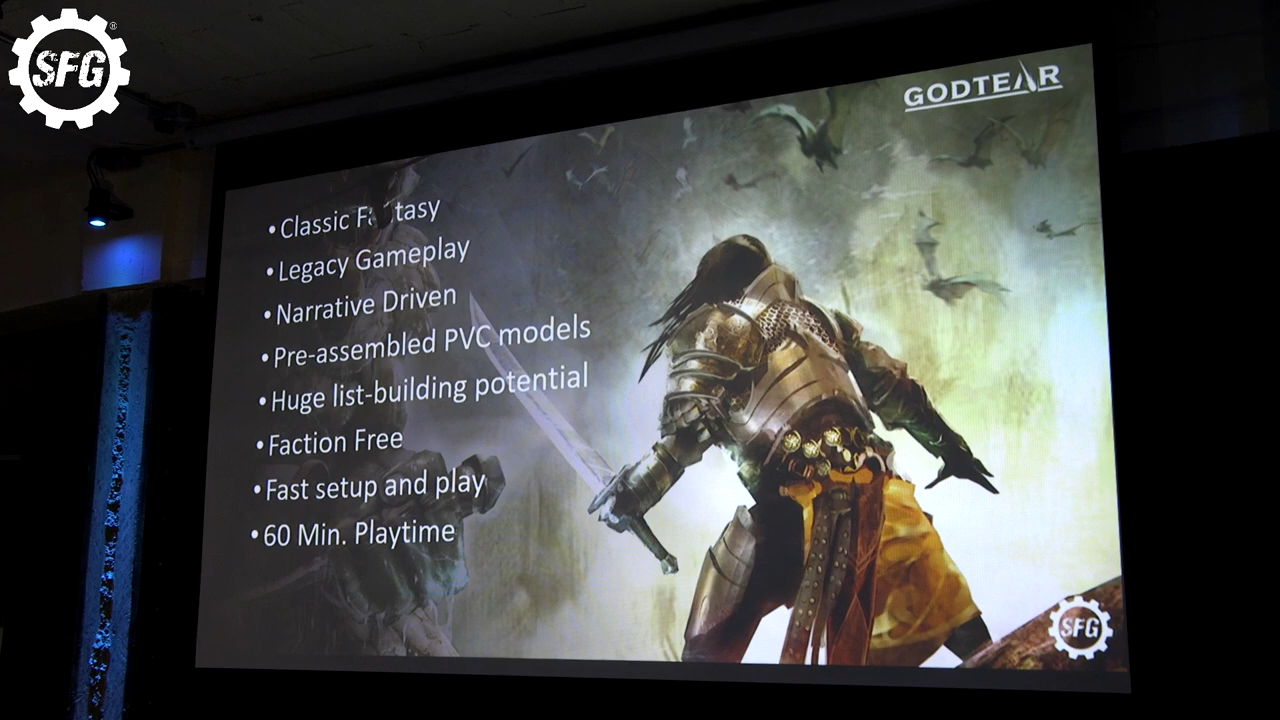 SFG®
GODTEAR
• Classic Fantasy
• Legacy Gameplay
• Narrative Driven
• Pre-assembled PVC models
• Huge list-building potential
• Faction Free
• Fast setup and play
• 60 Min. Playtime
SFG